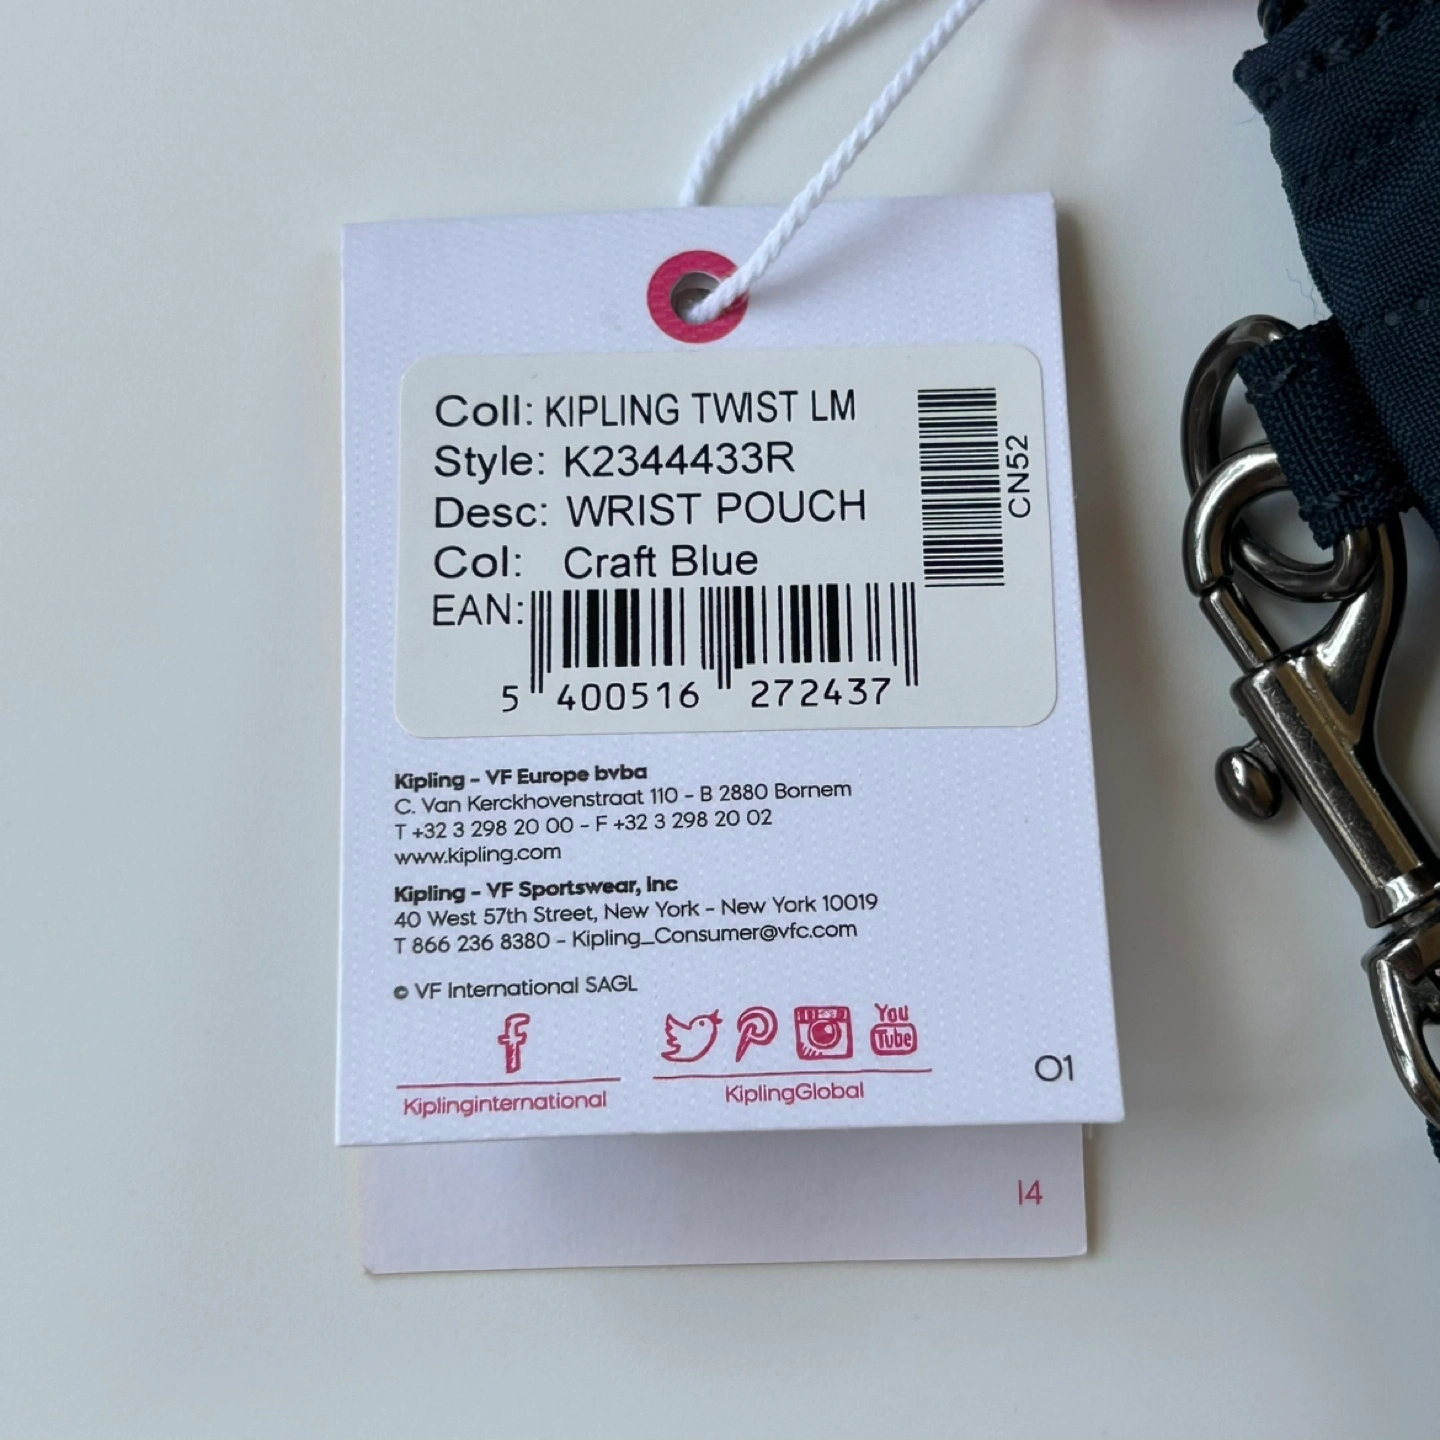 Coll: KIPLING TWIST LM
Style: K2344433R
Desc: WRIST POUCH
Col: Craft Blue
EAN:
5 400516 272437
CN52
Kipling - VF Europe bvba
C. Van Kerckhovenstraat 110 - B 2880 Bornem
T +32 3 298 20 00 - F +32 3 298 20 02
www.kipling.com
Kipling - VF Sportswear, Inc
40 West 57th Street, New York - New York 10019
T 866 236 8380 - Kipling_Consumer@vfc.com
© VF International SAGL
You
Tube
Kiplinginternational
KiplingGlobal
01
14